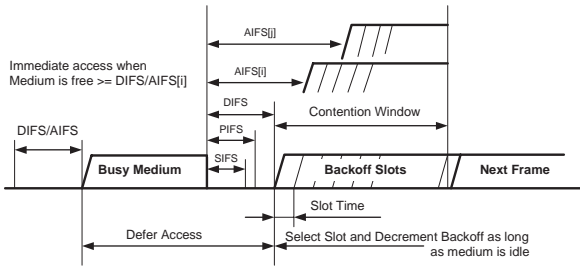 AIFS[j]
Immediate access when
Medium is free >= DIFS/AIFS[i]
AIFS[i]
DIFS
Contention Window
DIFS/AIFS
PIFS
SIFS
Busy Medium
Backoff Slots
Next Frame
Slot Time
Defer Access
Select Slot and Decrement Backoff as long
as medium is idle